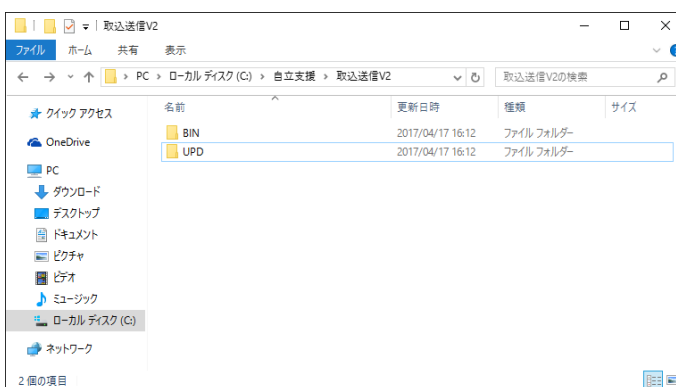 取込送信V2
ファイル ホーム 共有 表示
PC › ローカル ディスク (C:) › 自立支援 › 取込送信V2
取込送信V2の検索
名前 更新日時 種類 サイズ
BIN 2017/04/17 16:12 ファイル フォルダー
UPD 2017/04/17 16:12 ファイル フォルダー
クイック アクセス
OneDrive
PC
ダウンロード
デスクトップ
ドキュメント
ピクチャ
ビデオ
ミュージック
ローカル ディスク (C:)
ネットワーク
2 個の項目